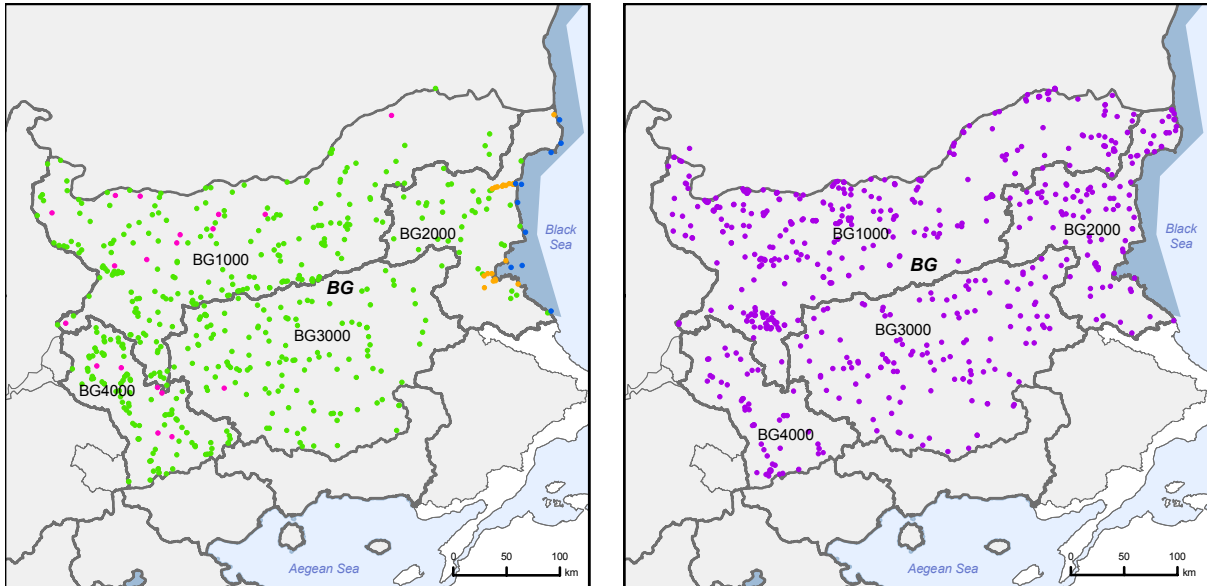 BG2000
Black
Sea
BG1000
BG
BG3000
BG4000
0 50 100
km
Aegean Sea
BG1000
BG2000
Black
Sea
BG
BG3000
BG4000
0 50 100
km
Aegean Sea